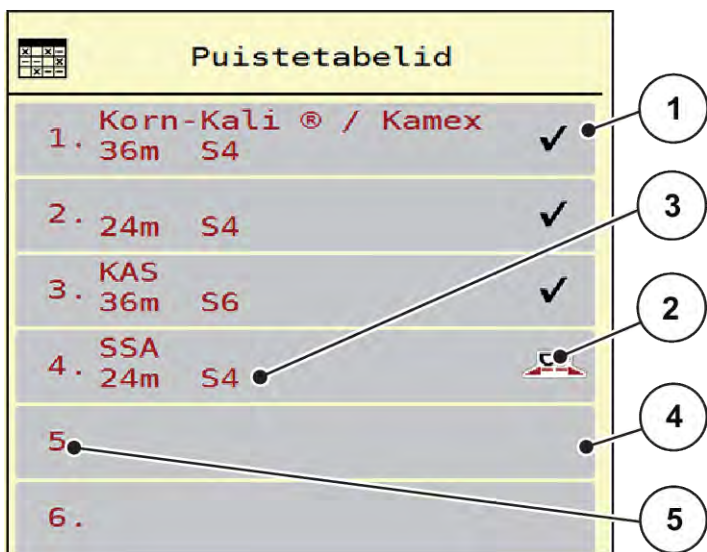 Puistetabelid
1. Korn-Kali ® / Kamex
36m S4 ✓
2.
24m S4 ✓
3. KAS
36m S6 ✓
4. SSA
24m S4
5.
6.
1
3
2
4
5